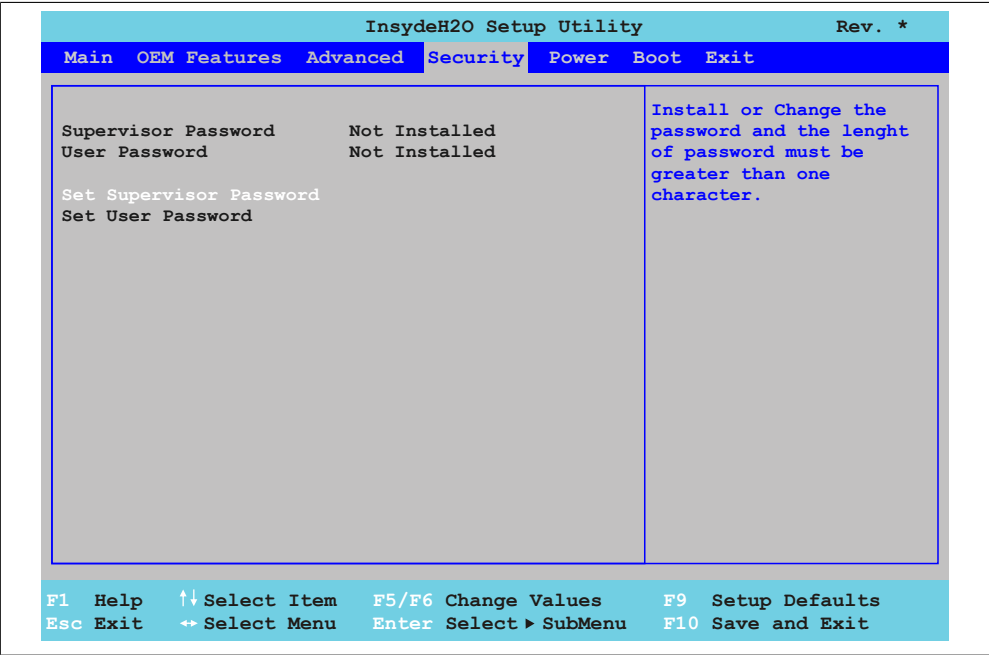 InsydeH2O Setup Utility Rev. *
Main OEM Features Advanced Security Power Boot Exit
Supervisor Password Not Installed
User Password Not Installed
Set Supervisor Password
Set User Password
Install or Change the
password and the lenght
of password must be
greater than one
character.
F1 Help ↑↓ Select Item F5/F6 Change Values F9 Setup Defaults
Esc Exit ↔ Select Menu Enter Select ▶ SubMenu F10 Save and Exit